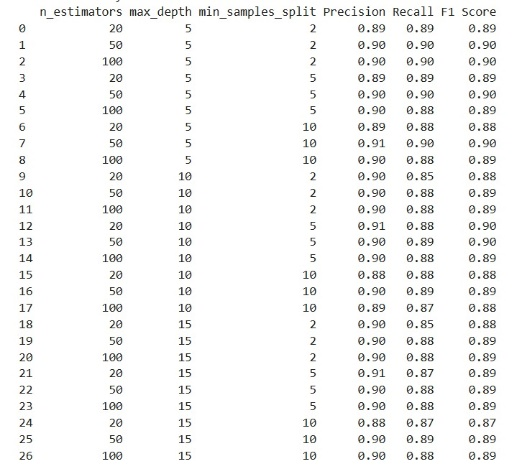 n_estimators max_depth min_samples_split Precision Recall F1 Score
0 20 5 2 0.89 0.89 0.89
1 50 5 2 0.90 0.90 0.90
2 100 5 2 0.90 0.90 0.90
3 20 5 5 0.89 0.89 0.89
4 50 5 5 0.90 0.90 0.90
5 100 5 5 0.90 0.88 0.89
6 20 5 10 0.89 0.88 0.88
7 50 5 10 0.91 0.90 0.90
8 100 5 10 0.90 0.88 0.89
9 20 10 2 0.90 0.85 0.88
10 50 10 2 0.90 0.88 0.89
11 100 10 2 0.90 0.88 0.89
12 20 10 5 0.91 0.88 0.90
13 50 10 5 0.90 0.89 0.90
14 100 10 5 0.90 0.88 0.89
15 20 10 10 0.88 0.88 0.88
16 50 10 10 0.90 0.89 0.89
17 100 10 10 0.89 0.87 0.88
18 20 15 2 0.90 0.85 0.88
19 50 15 2 0.90 0.88 0.89
20 100 15 2 0.90 0.88 0.89
21 20 15 5 0.91 0.87 0.89
22 50 15 5 0.90 0.88 0.89
23 100 15 5 0.90 0.88 0.89
24 20 15 10 0.88 0.87 0.87
25 50 15 10 0.90 0.89 0.89
26 100 15 10 0.90 0.88 0.89